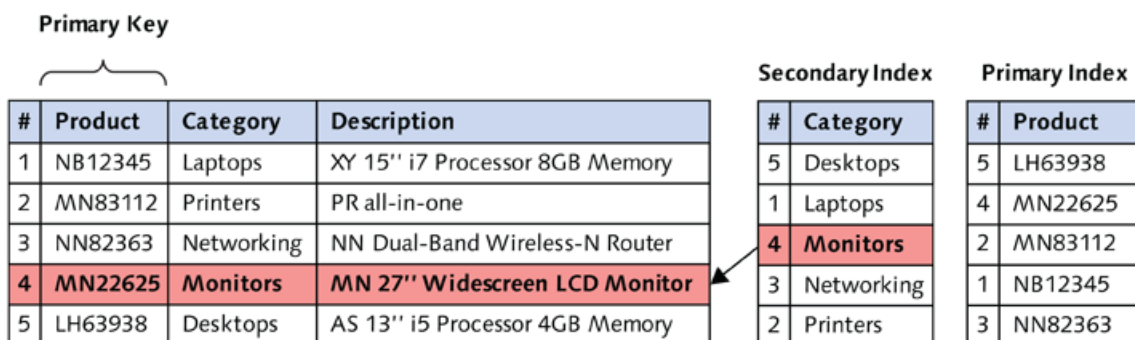 Primary Key
Secondary Index Primary Index
# Product Category Description # Category # Product
1 NB12345 Laptops XY 15'' i7 Processor 8GB Memory 5 Desktops 5 LH63938
2 MN83112 Printers PR all-in-one 1 Laptops 4 MN22625
3 NN82363 Networking NN Dual-Band Wireless-N Router 4 Monitors 2 MN83112
4 MN22625 Monitors MN 27'' Widescreen LCD Monitor 3 Networking 1 NB12345
5 LH63938 Desktops AS 13'' i5 Processor 4GB Memory 2 Printers 3 NN82363